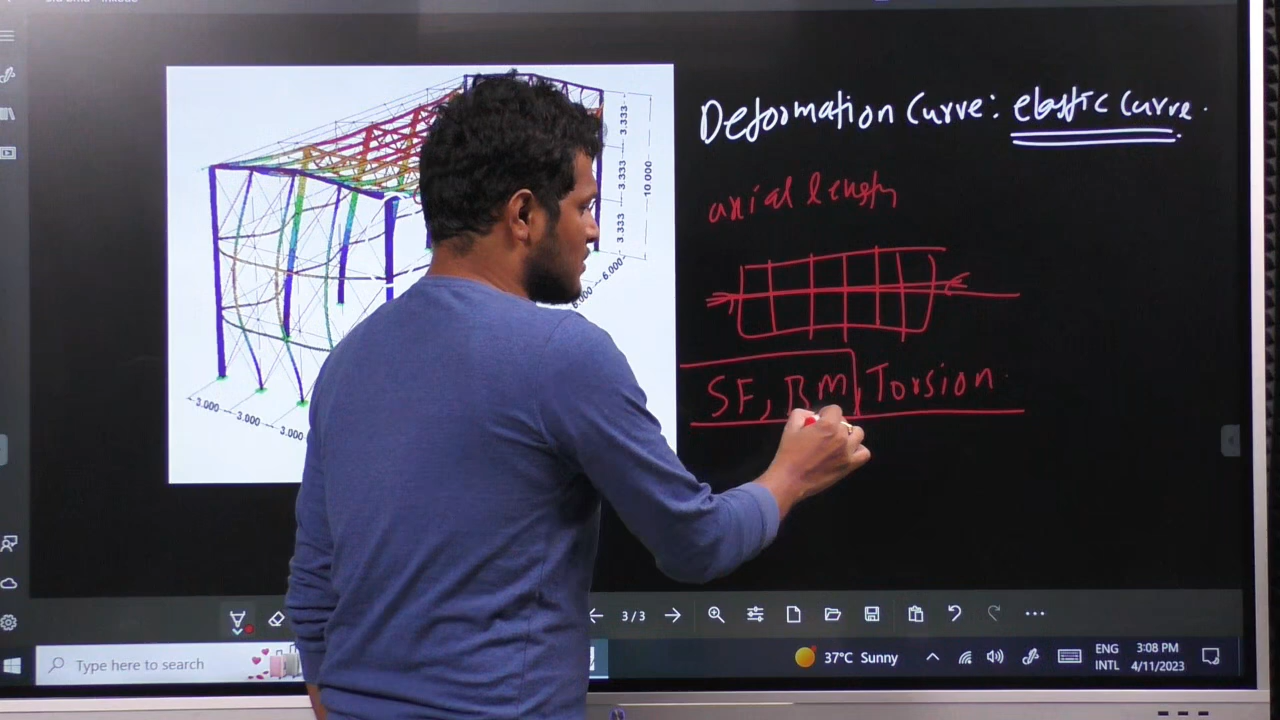 Deformation Curve: elastic curve.
axial length
SF, BM, Torsion.
3.333
3.333
3.333
10.000
6.000
6.000
3.000
3.000
3.000
3/3
Type here to search
37°C Sunny
ENG
INTL
3:08 PM
4/11/2023